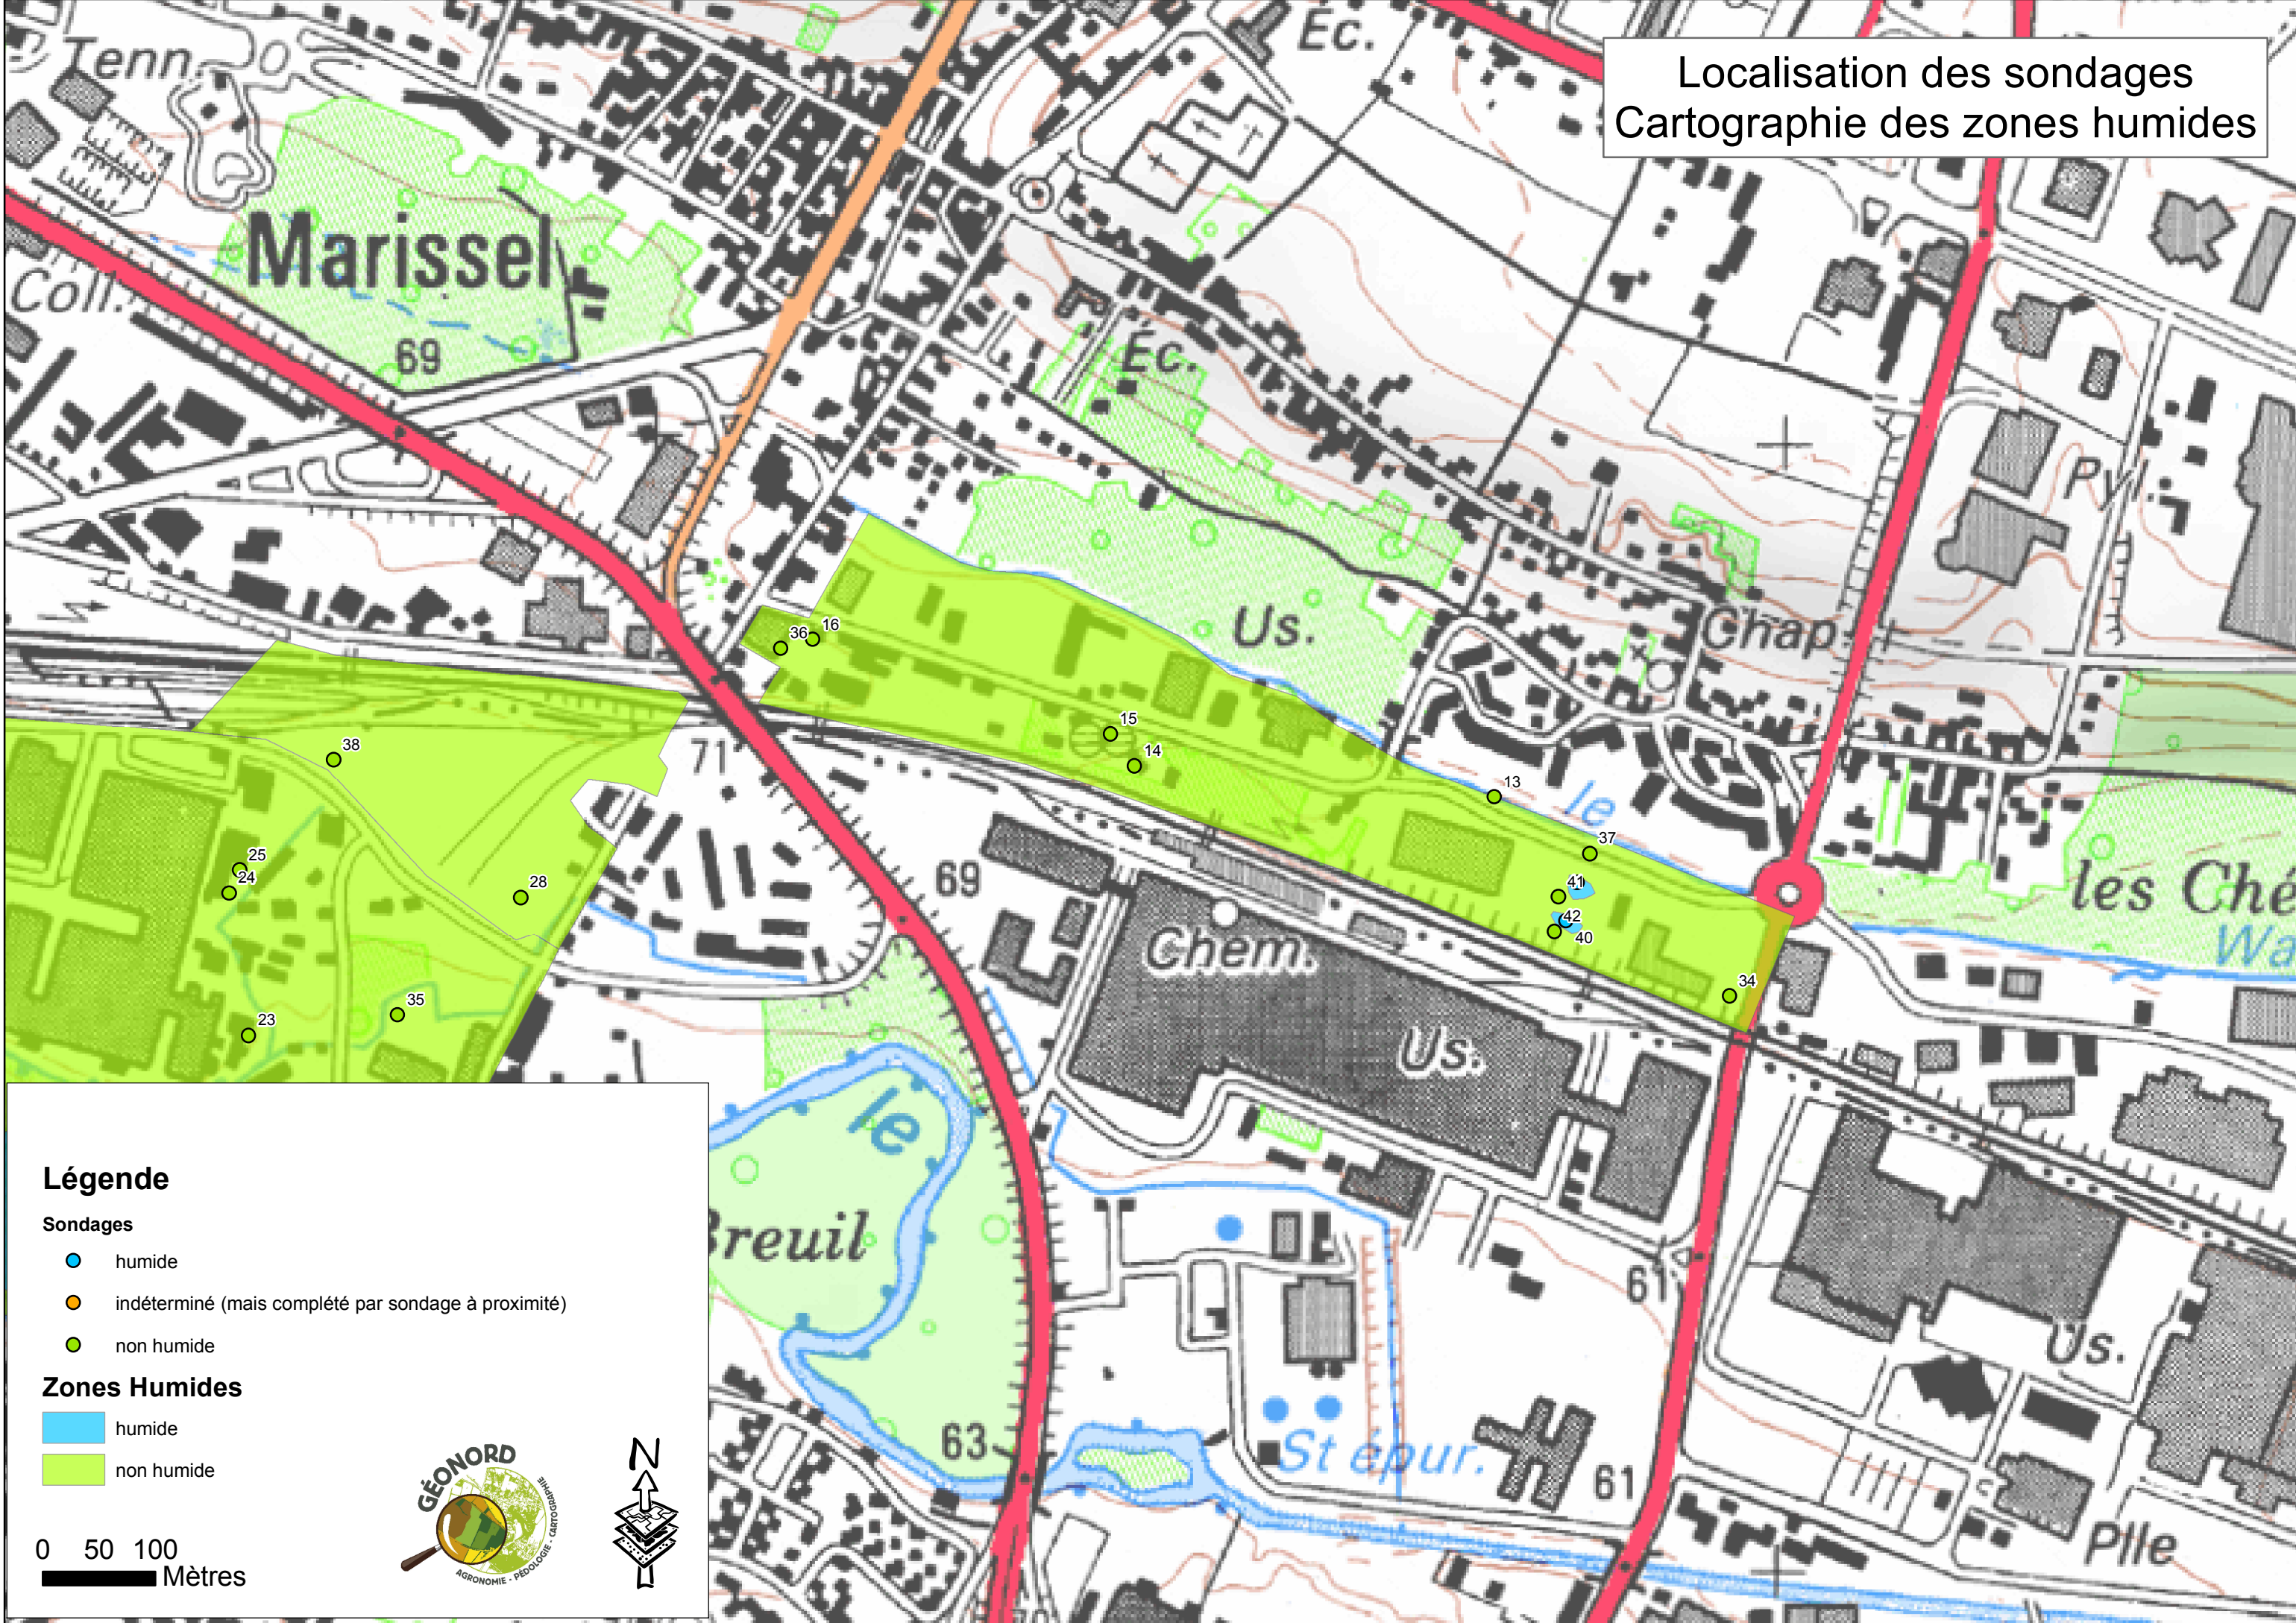 Localisation des sondages
Cartographie des zones humides
Tenn.
Éc.
Marissel
Coll.
69
Éc.
Pyl.
Us.
Chap.
36
16
15
14
13
le
37
41
42
40
34
38
71
25
24
28
35
23
69
Chem.
Us.
les Ché
Wa
le
Breuil
61
Us.
63
St épur.
61
Plle
Légende
Sondages
humide
indéterminé (mais complété par sondage à proximité)
non humide
Zones Humides
humide
non humide
0 50 100
Mètres
GÉONORD
AGRONOMIE - PÉDOLOGIE - CARTOGRAPHIE
N